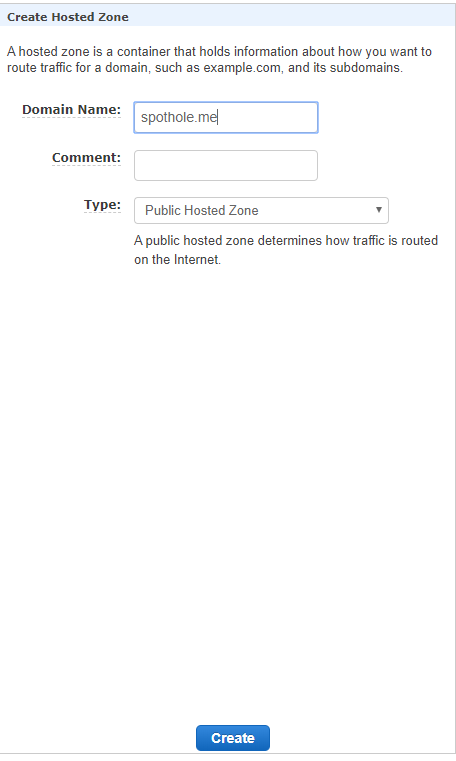 Create Hosted Zone
A hosted zone is a container that holds information about how you want to
route traffic for a domain, such as example.com, and its subdomains.
Domain Name: spothole.me
Comment:
Type: Public Hosted Zone
A public hosted zone determines how traffic is routed
on the Internet.
Create